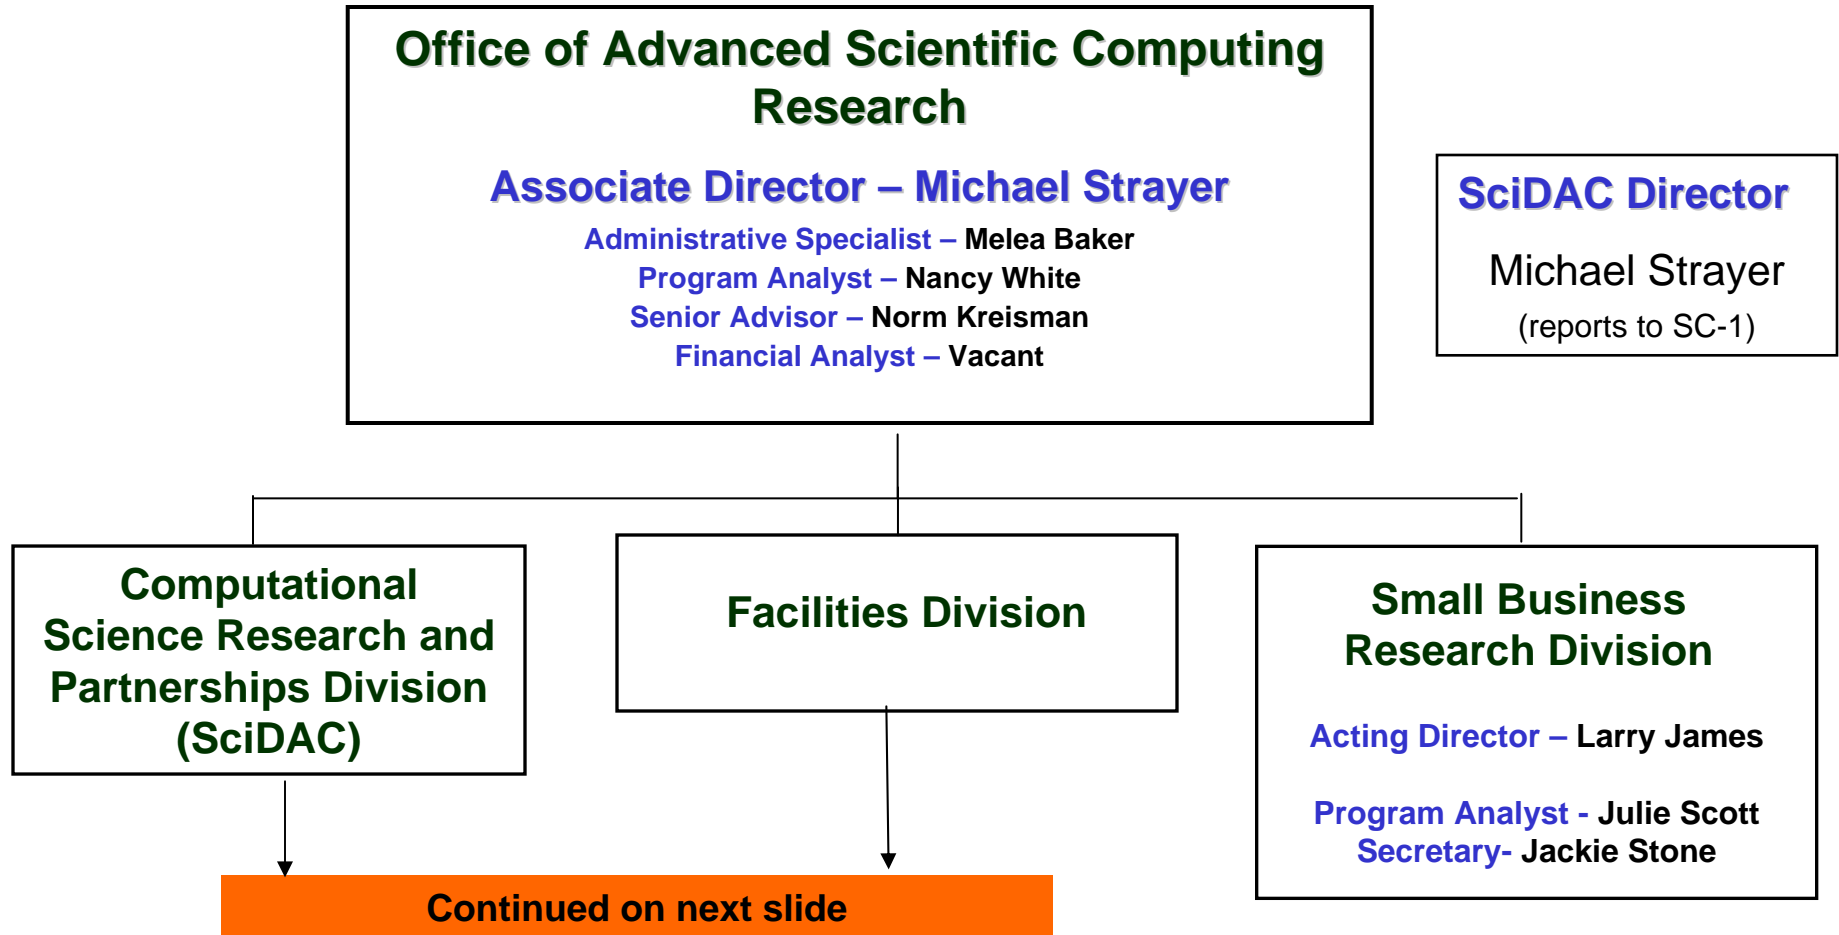 Office of Advanced Scientific Computing
Research
Associate Director – Michael Strayer
Administrative Specialist – Melea Baker
Program Analyst – Nancy White
Senior Advisor – Norm Kreisman
Financial Analyst – Vacant
SciDAC Director
Michael Strayer
(reports to SC-1)
Computational
Science Research and
Partnerships Division
(SciDAC)
Facilities Division
Small Business
Research Division
Acting Director – Larry James
Program Analyst - Julie Scott
Secretary- Jackie Stone
Continued on next slide